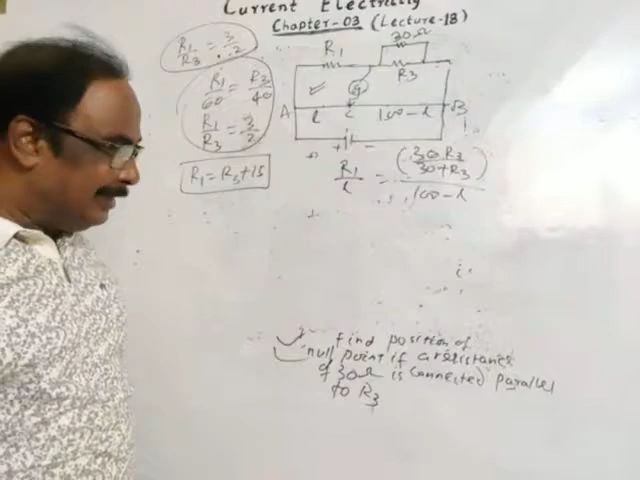 Current Electricity
Chapter-03 (Lecture-18)
R1/R3 = 3/2
R1/60 = R3/40
R1/R3 = 3/2
R1 = R3+15
R1
30Ω
R3
G
A
l
C
100-l
B
+
-
R1/l = (30R3/30+R3)/100-l
find position of
null point if a resistance
of 30Ω is connected parallel
to R3